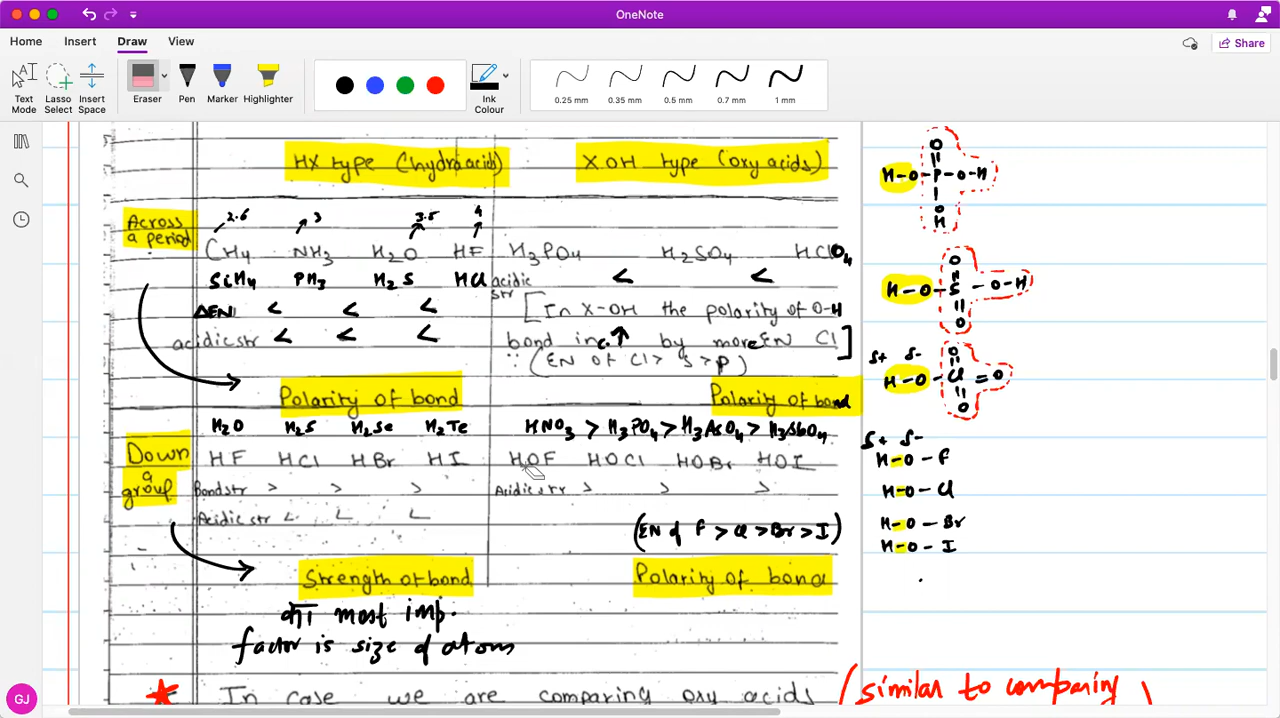 OneNote
Home Insert Draw View
Share
Text Mode
Lasso Select
Insert Space
Eraser
Pen
Marker
Highlighter
Ink Colour
0.25 mm 0.35 mm 0.5 mm 0.7 mm 1 mm
HX type (hydracids) XOH type (oxy acids)
Across a period
2.6 3 3.5 4
CH4 NH3 H2O HF H3PO4 H2SO4 HClO4
SiH4 PH3 H2S HCl acidic str < <
ΔEN < < < [In X-OH the polarity of O-H
acidic str < < < bond inc. ↑ by more EN Cl]
∵ (EN of Cl > S > P)
Polarity of bond Polarity of bond
H2O H2S H2Se H2Te HNO3 > H3PO4 > H3AsO4 > H3SbO4
Down a group
HF HCl HBr HI HOF HOCl HOBr HOI
Bond str > > > Acidic str > > >
Acidic str < < <
(EN of F > Cl > Br > I)
Strength of bond Polarity of bond
most imp.
factor is size of atom
★ In case we are comparing oxy acids (similar to comparing )
O
H-O-P-O-H
O
H
O
H-O-S-O-H
O
δ+ δ- O
H-O-Cl=O
O
δ+ δ-
H-O-F
H-O-Cl
H-O-Br
H-O-I
GJ